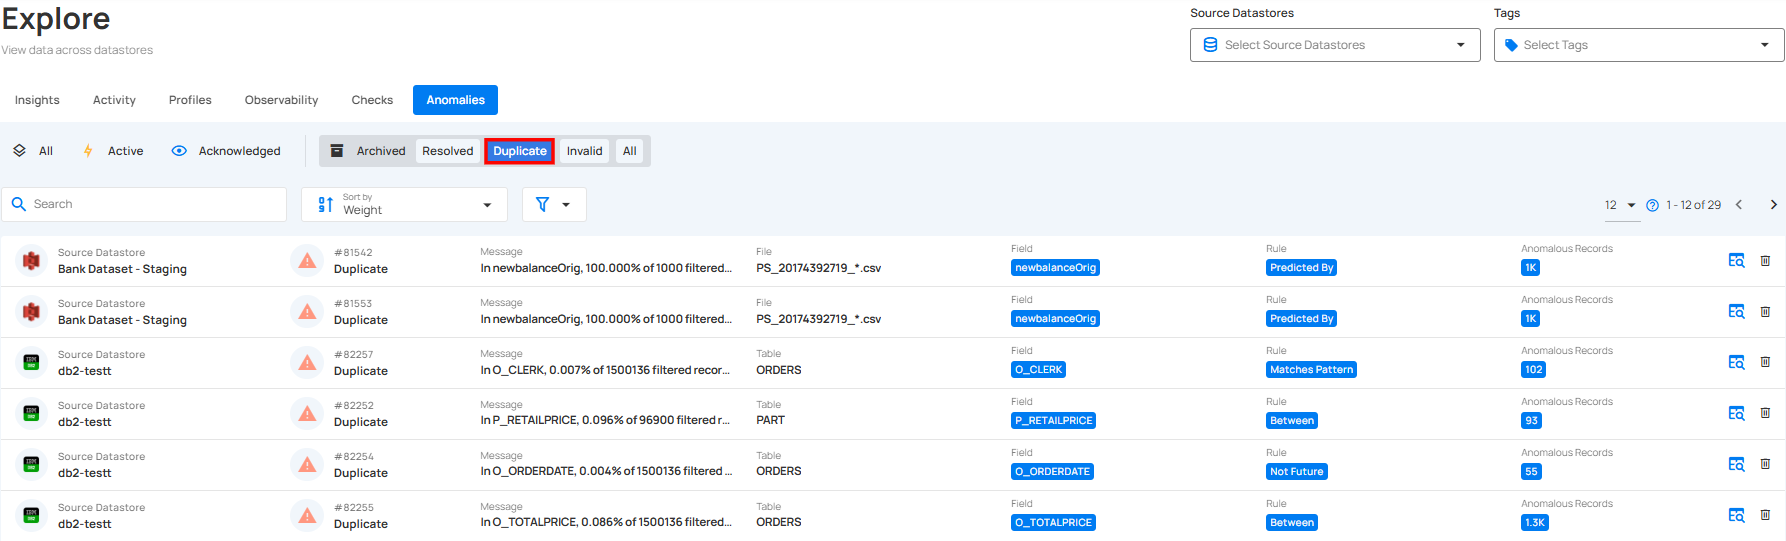 Explore
View data across datastores
Source Datastores
Select Source Datastores
Tags
Select Tags
Insights Activity Profiles Observability Checks Anomalies
All Active Acknowledged Archived Resolved Duplicate Invalid All
Search
Sort by
Weight
12 1 - 12 of 29
Source Datastore #81542 Message File Field Rule Anomalous Records
Bank Dataset - Staging Duplicate In newbalanceOrig, 100.000% of 1000 filtered... PS_20174392719_*.csv newbalanceOrig Predicted By 1K
Source Datastore #81553 Message File Field Rule Anomalous Records
Bank Dataset - Staging Duplicate In newbalanceOrig, 100.000% of 1000 filtered... PS_20174392719_*.csv newbalanceOrig Predicted By 1K
Source Datastore #82257 Message Table Field Rule Anomalous Records
db2-testt Duplicate In O_CLERK, 0.007% of 1500136 filtered recor... ORDERS O_CLERK Matches Pattern 102
Source Datastore #82252 Message Table Field Rule Anomalous Records
db2-testt Duplicate In P_RETAILPRICE, 0.096% of 96900 filtered r... PART P_RETAILPRICE Between 93
Source Datastore #82254 Message Table Field Rule Anomalous Records
db2-testt Duplicate In O_ORDERDATE, 0.004% of 1500136 filtered ... ORDERS O_ORDERDATE Not Future 55
Source Datastore #82255 Message Table Field Rule Anomalous Records
db2-testt Duplicate In O_TOTALPRICE, 0.086% of 1500136 filtered... ORDERS O_TOTALPRICE Between 1.3K